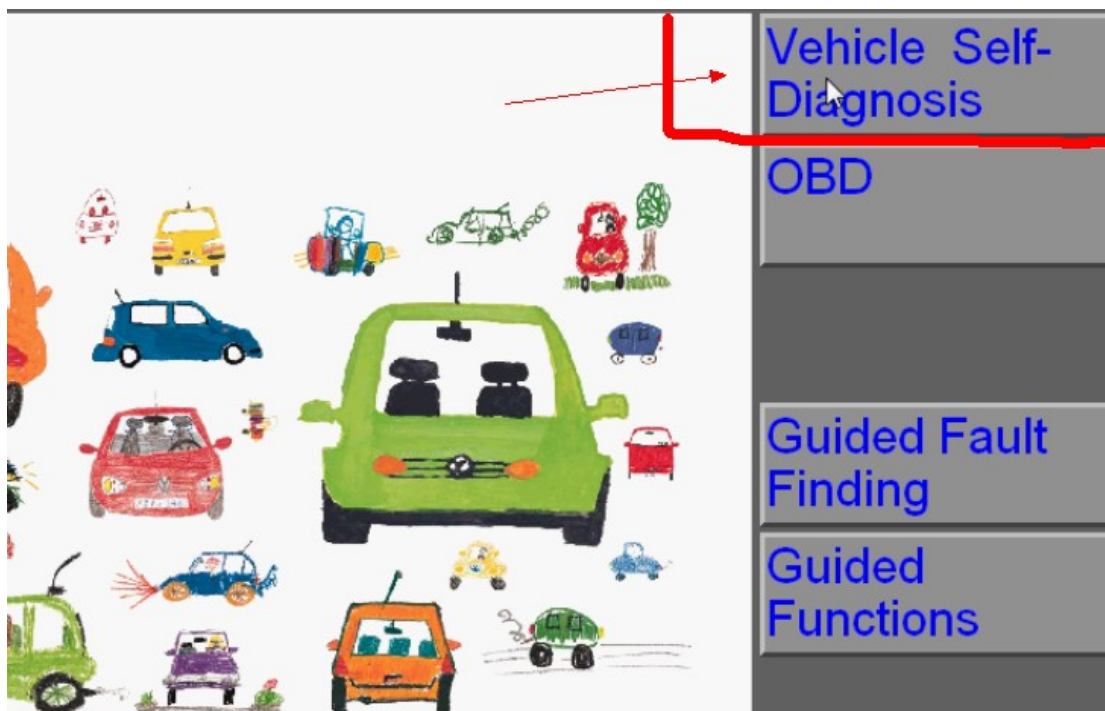 Vehicle Self-
Diagnosis
OBD
Guided Fault
Finding
Guided
Functions